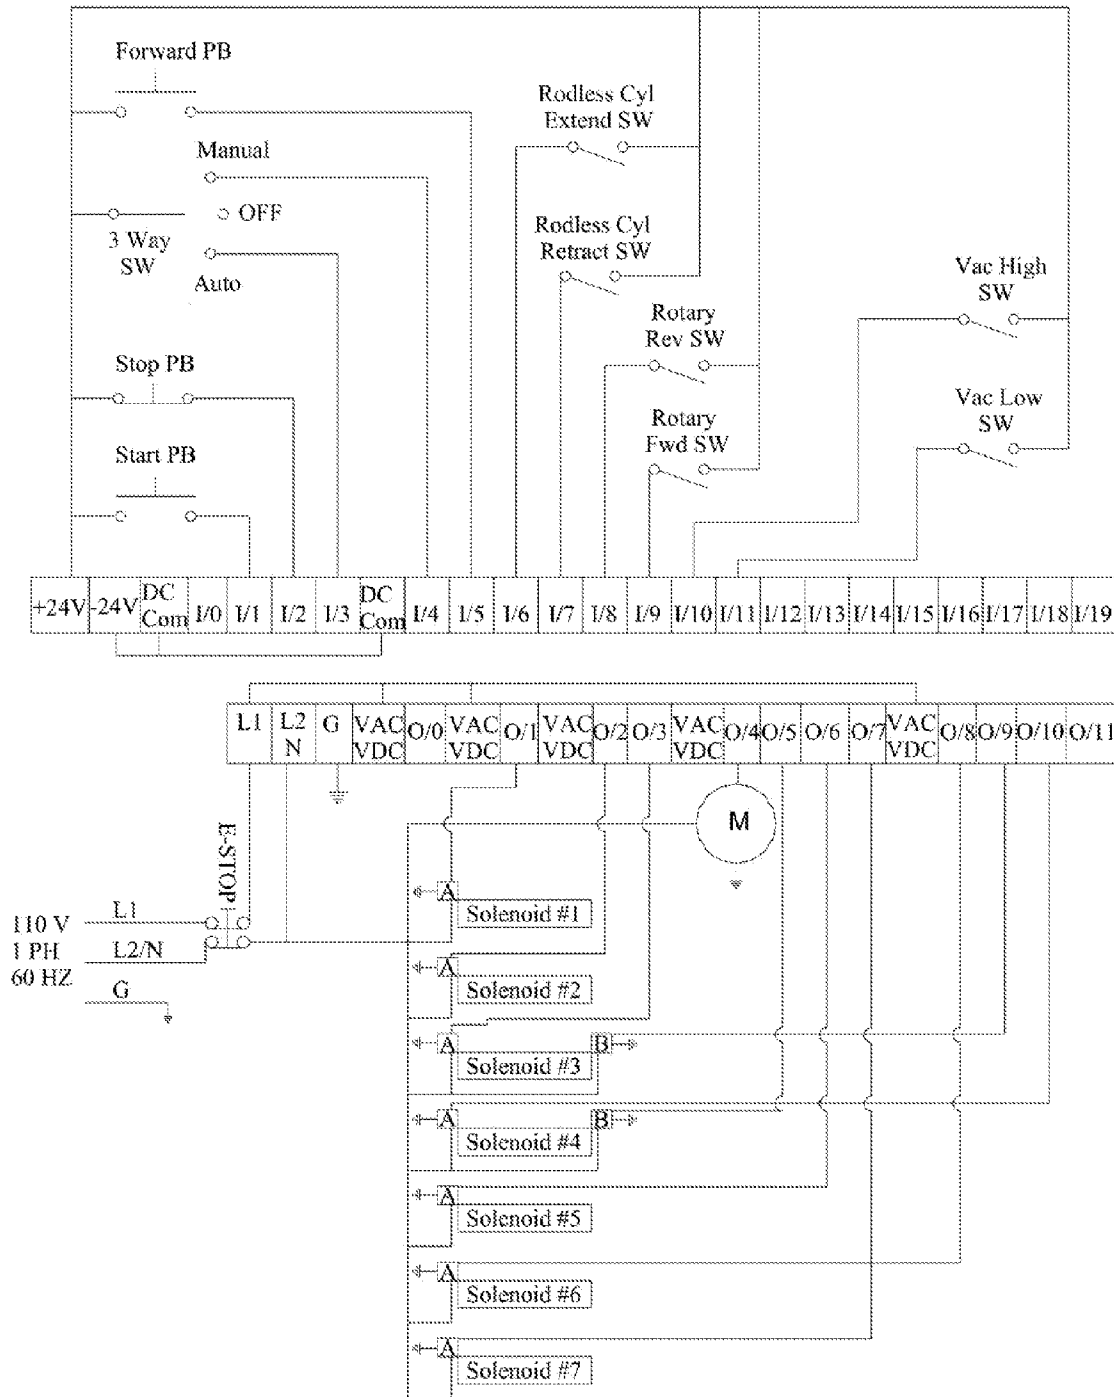 Forward PB
Manual
OFF
3 Way
SW
Auto
Stop PB
Start PB
Rodless Cyl
Extend SW
Rodless Cyl
Retract SW
Rotary
Rev SW
Rotary
Fwd SW
Vac High
SW
Vac Low
SW
+24V -24V DC Com I/0 I/1 I/2 I/3 DC Com I/4 I/5 I/6 I/7 I/8 I/9 I/10 I/11 I/12 I/13 I/14 I/15 I/16 I/17 I/18 I/19
L1 L2 N G VAC VDC O/0 VAC VDC O/1 VAC VDC O/2 O/3 VAC VDC O/4 O/5 O/6 O/7 VAC VDC O/8 O/9 O/10 O/11
M
E-STOP
110 V
1 PH
60 HZ
L1
L2/N
G
A
Solenoid #1
A
Solenoid #2
A B
Solenoid #3
A B
Solenoid #4
A
Solenoid #5
A
Solenoid #6
A
Solenoid #7